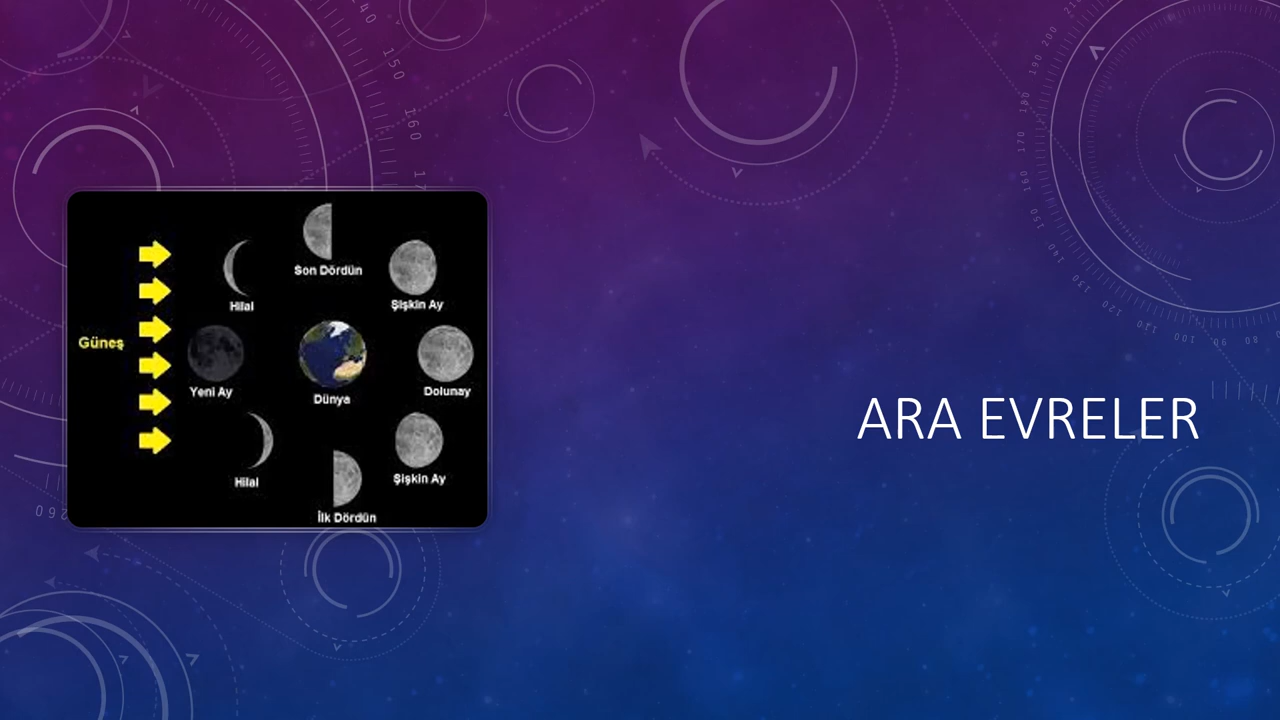 Son Dördün
Hilal
Şişkin Ay
Güneş
Yeni Ay
Dünya
Dolunay
Hilal
Şişkin Ay
İlk Dördün
ARA EVRELER